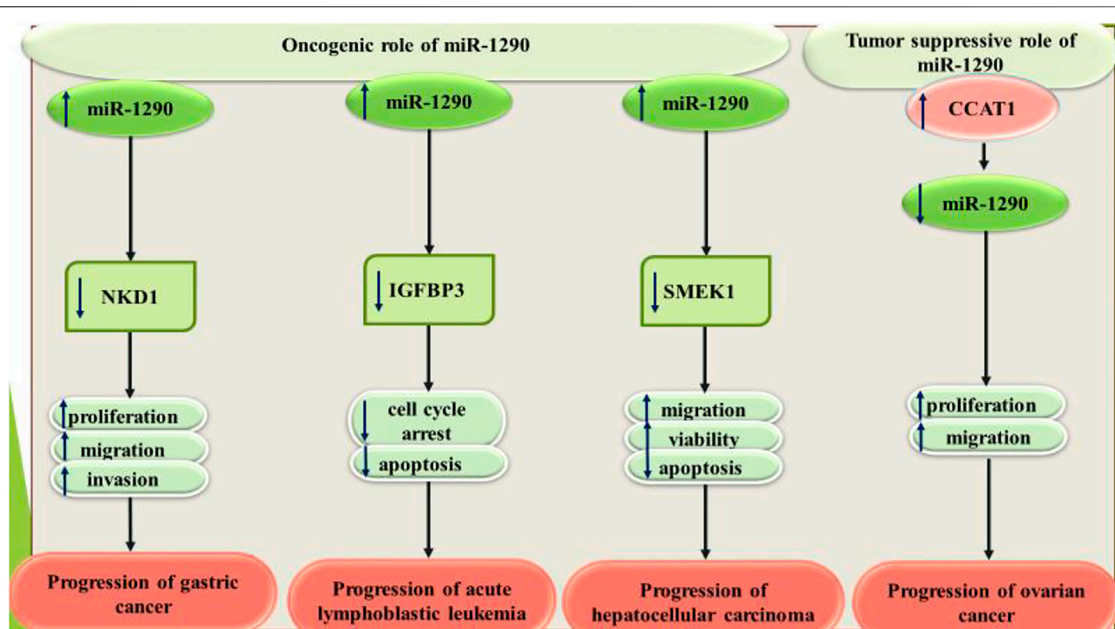 Oncogenic role of miR-1290
Tumor suppressive role of
miR-1290
miR-1290
miR-1290
miR-1290
CCAT1
miR-1290
NKD1
IGFBP3
SMEK1
proliferation
migration
invasion
cell cycle
arrest
apoptosis
migration
viability
apoptosis
proliferation
migration
Progression of gastric
cancer
Progression of acute
lymphoblastic leukemia
Progression of
hepatocellular carcinoma
Progression of ovarian
cancer